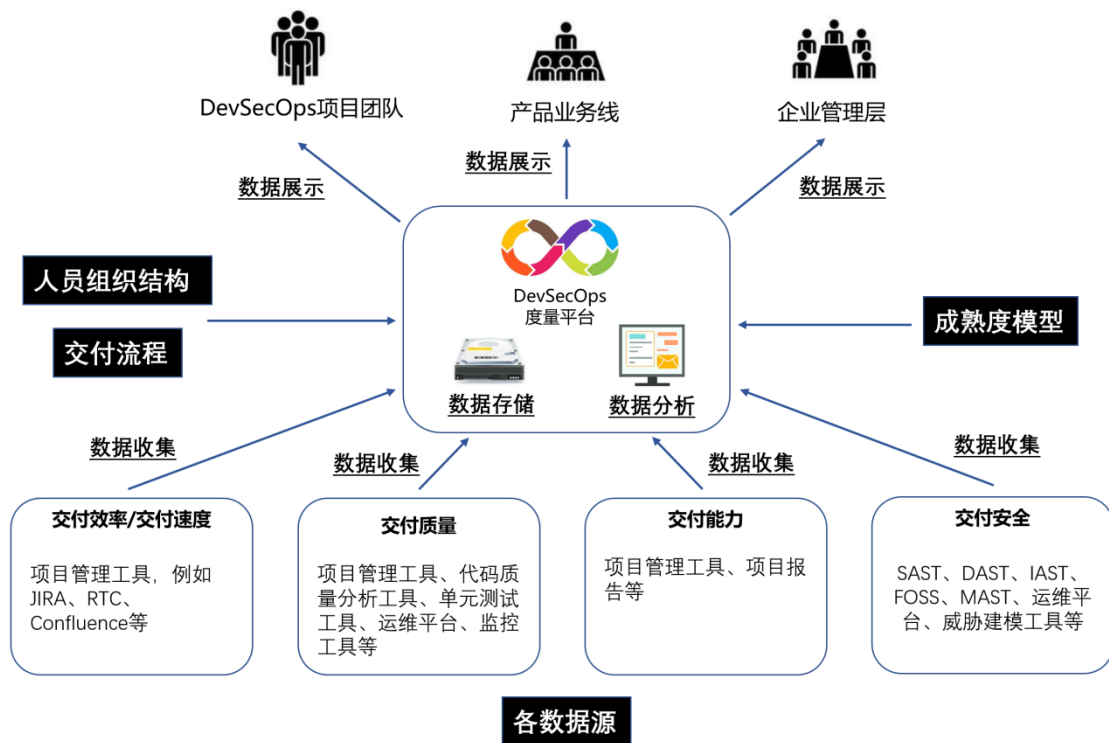 DevSecOps项目团队
产品业务线
企业管理层
数据展示
数据展示
数据展示
人员组织结构
交付流程
DevSecOps
度量平台
成熟度模型
数据存储
数据分析
数据收集
数据收集
数据收集
数据收集
交付效率/交付速度
项目管理工具，例如
JIRA、RTC、
Confluence等
交付质量
项目管理工具、代码质
量分析工具、单元测试
工具、运维平台、监控
工具等
交付能力
项目管理工具、项目报
告等
交付安全
SAST、DAST、IAST、
FOSS、MAST、运维平
台、威胁建模工具等
各数据源